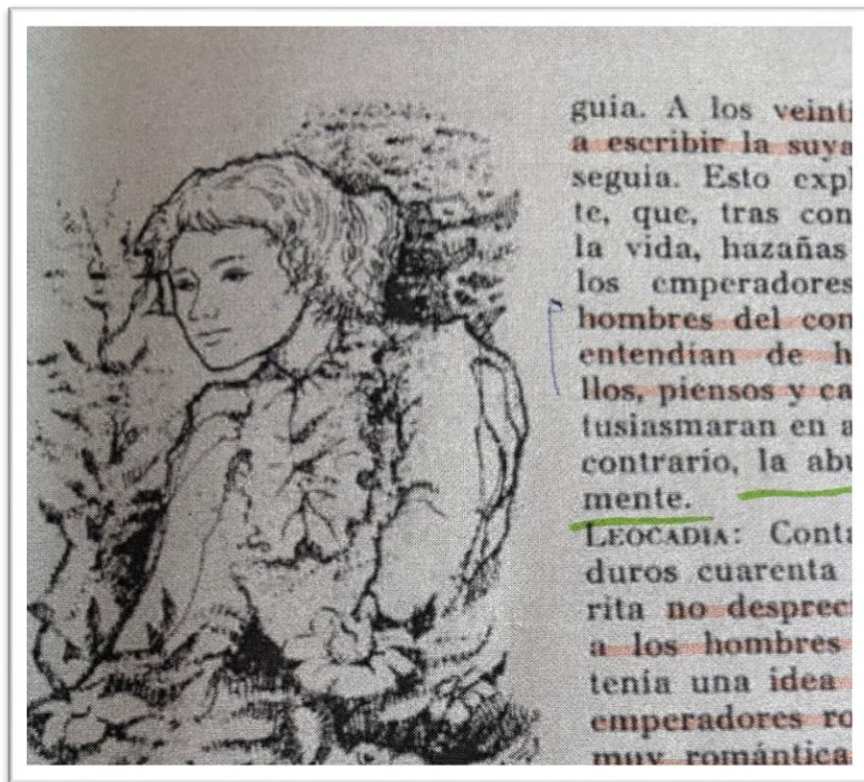 guia. A los veinti
a escribir la suya
seguia. Esto expl
te, que, tras con
la vida, hazañas
los emperadores
hombres del con
entendian de h
llos, piensos y ca
tusiasmaran en a
contrario, la abu
mente.
LEOCADIA: Conta
duros cuarenta
rita no despreci
a los hombres
tenía una idea
emperadores ro
muy romántica